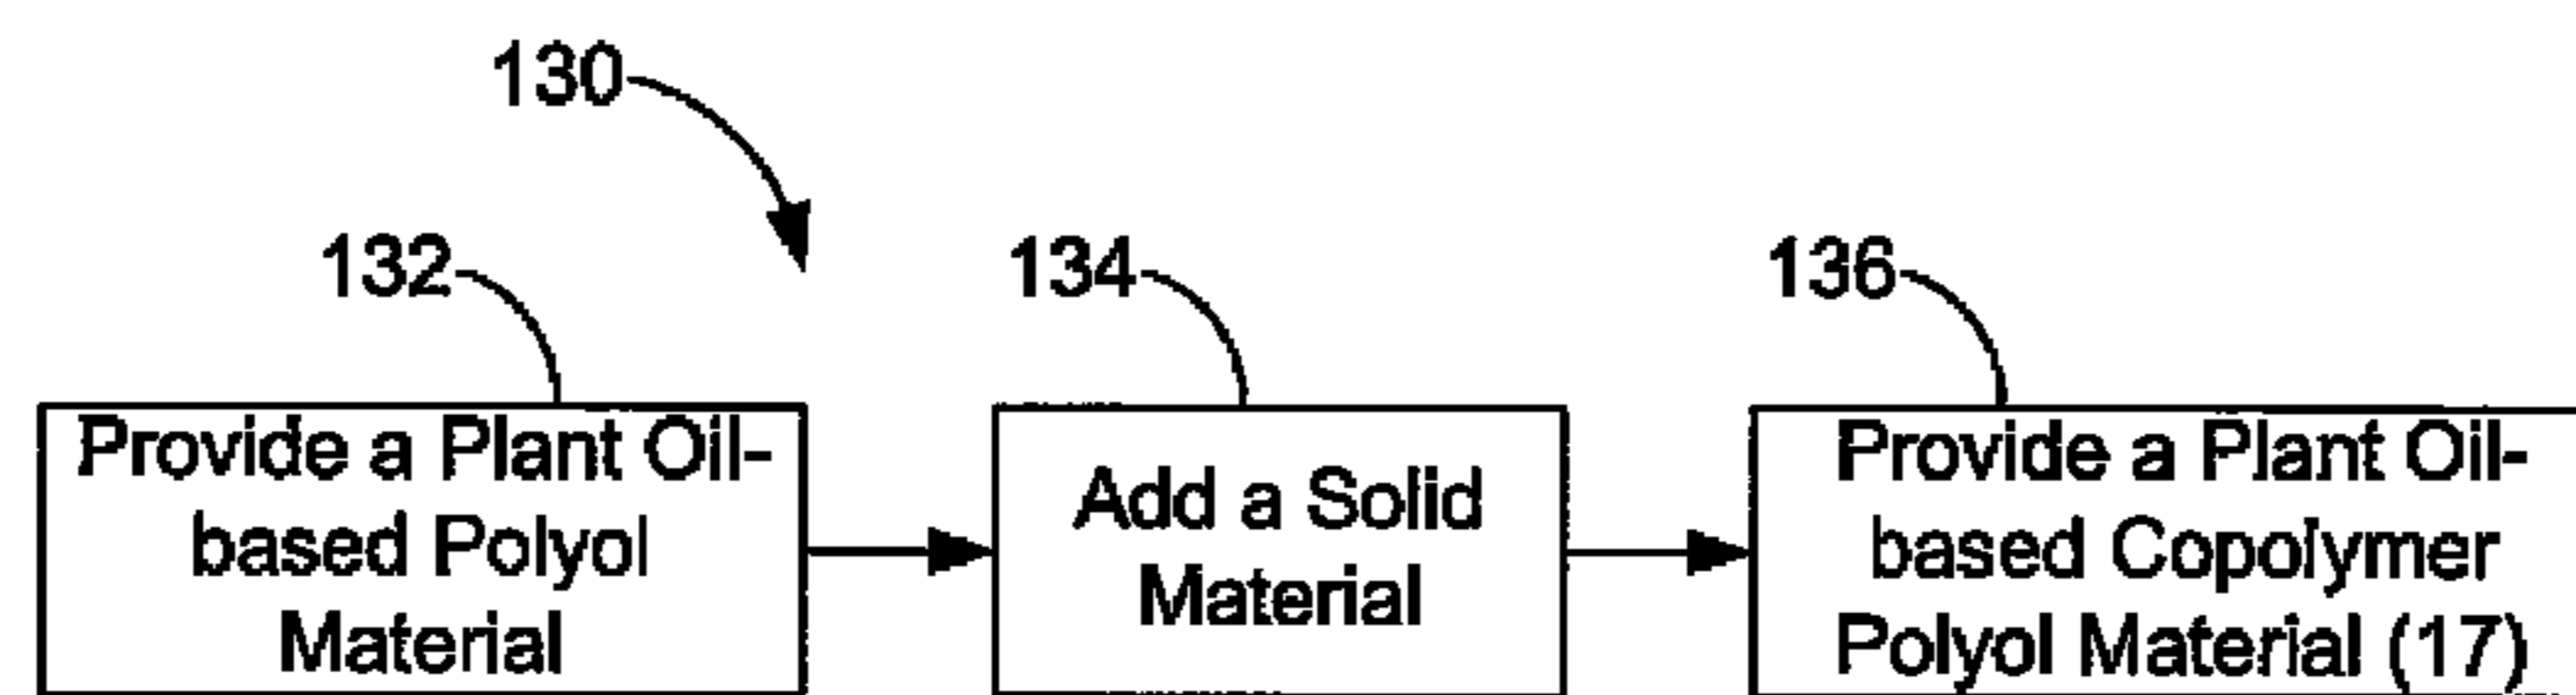 130
132
134
136
Provide a Plant Oil-
based Polyol
Material
Add a Solid
Material
Provide a Plant Oil-
based Copolymer
Polyol Material (17)